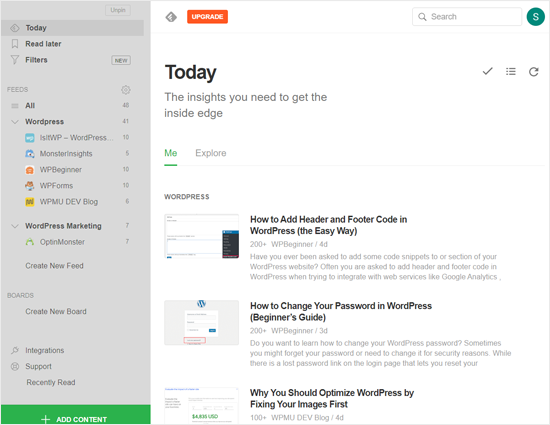 Unpin
Today
Read later
Filters NEW
FEEDS
All 48
Wordpress 41
IsItWP – WordPress... 10
MonsterInsights 5
WPBeginner 10
WPForms 10
WPMU DEV Blog 6
WordPress Marketing 7
OptinMonster 7
Create New Feed
BOARDS
Create New Board
Integrations
Support
Recently Read
+ ADD CONTENT
UPGRADE
Search
S
Today
The insights you need to get the
inside edge
Me Explore
WORDPRESS
How to Add Header and Footer Code in
WordPress (the Easy Way)
200+ WPBeginner / 4d
Have you ever been asked to add some code snippets to or section of your
WordPress website? Often you are asked to add header and footer code in
WordPress when trying to integrate with web services like Google Analytics ,
How to Change Your Password in WordPress
(Beginner's Guide)
200+ WPBeginner / 3d
Do you want to learn how to change your WordPress password? Sometimes
you might forget your password or need to change it for security reasons. While
there is a lost password link on the login page that lets you reset your
Why You Should Optimize WordPress by
Fixing Your Images First
100+ WPMU DEV Blog / 4d
$4,835 USD